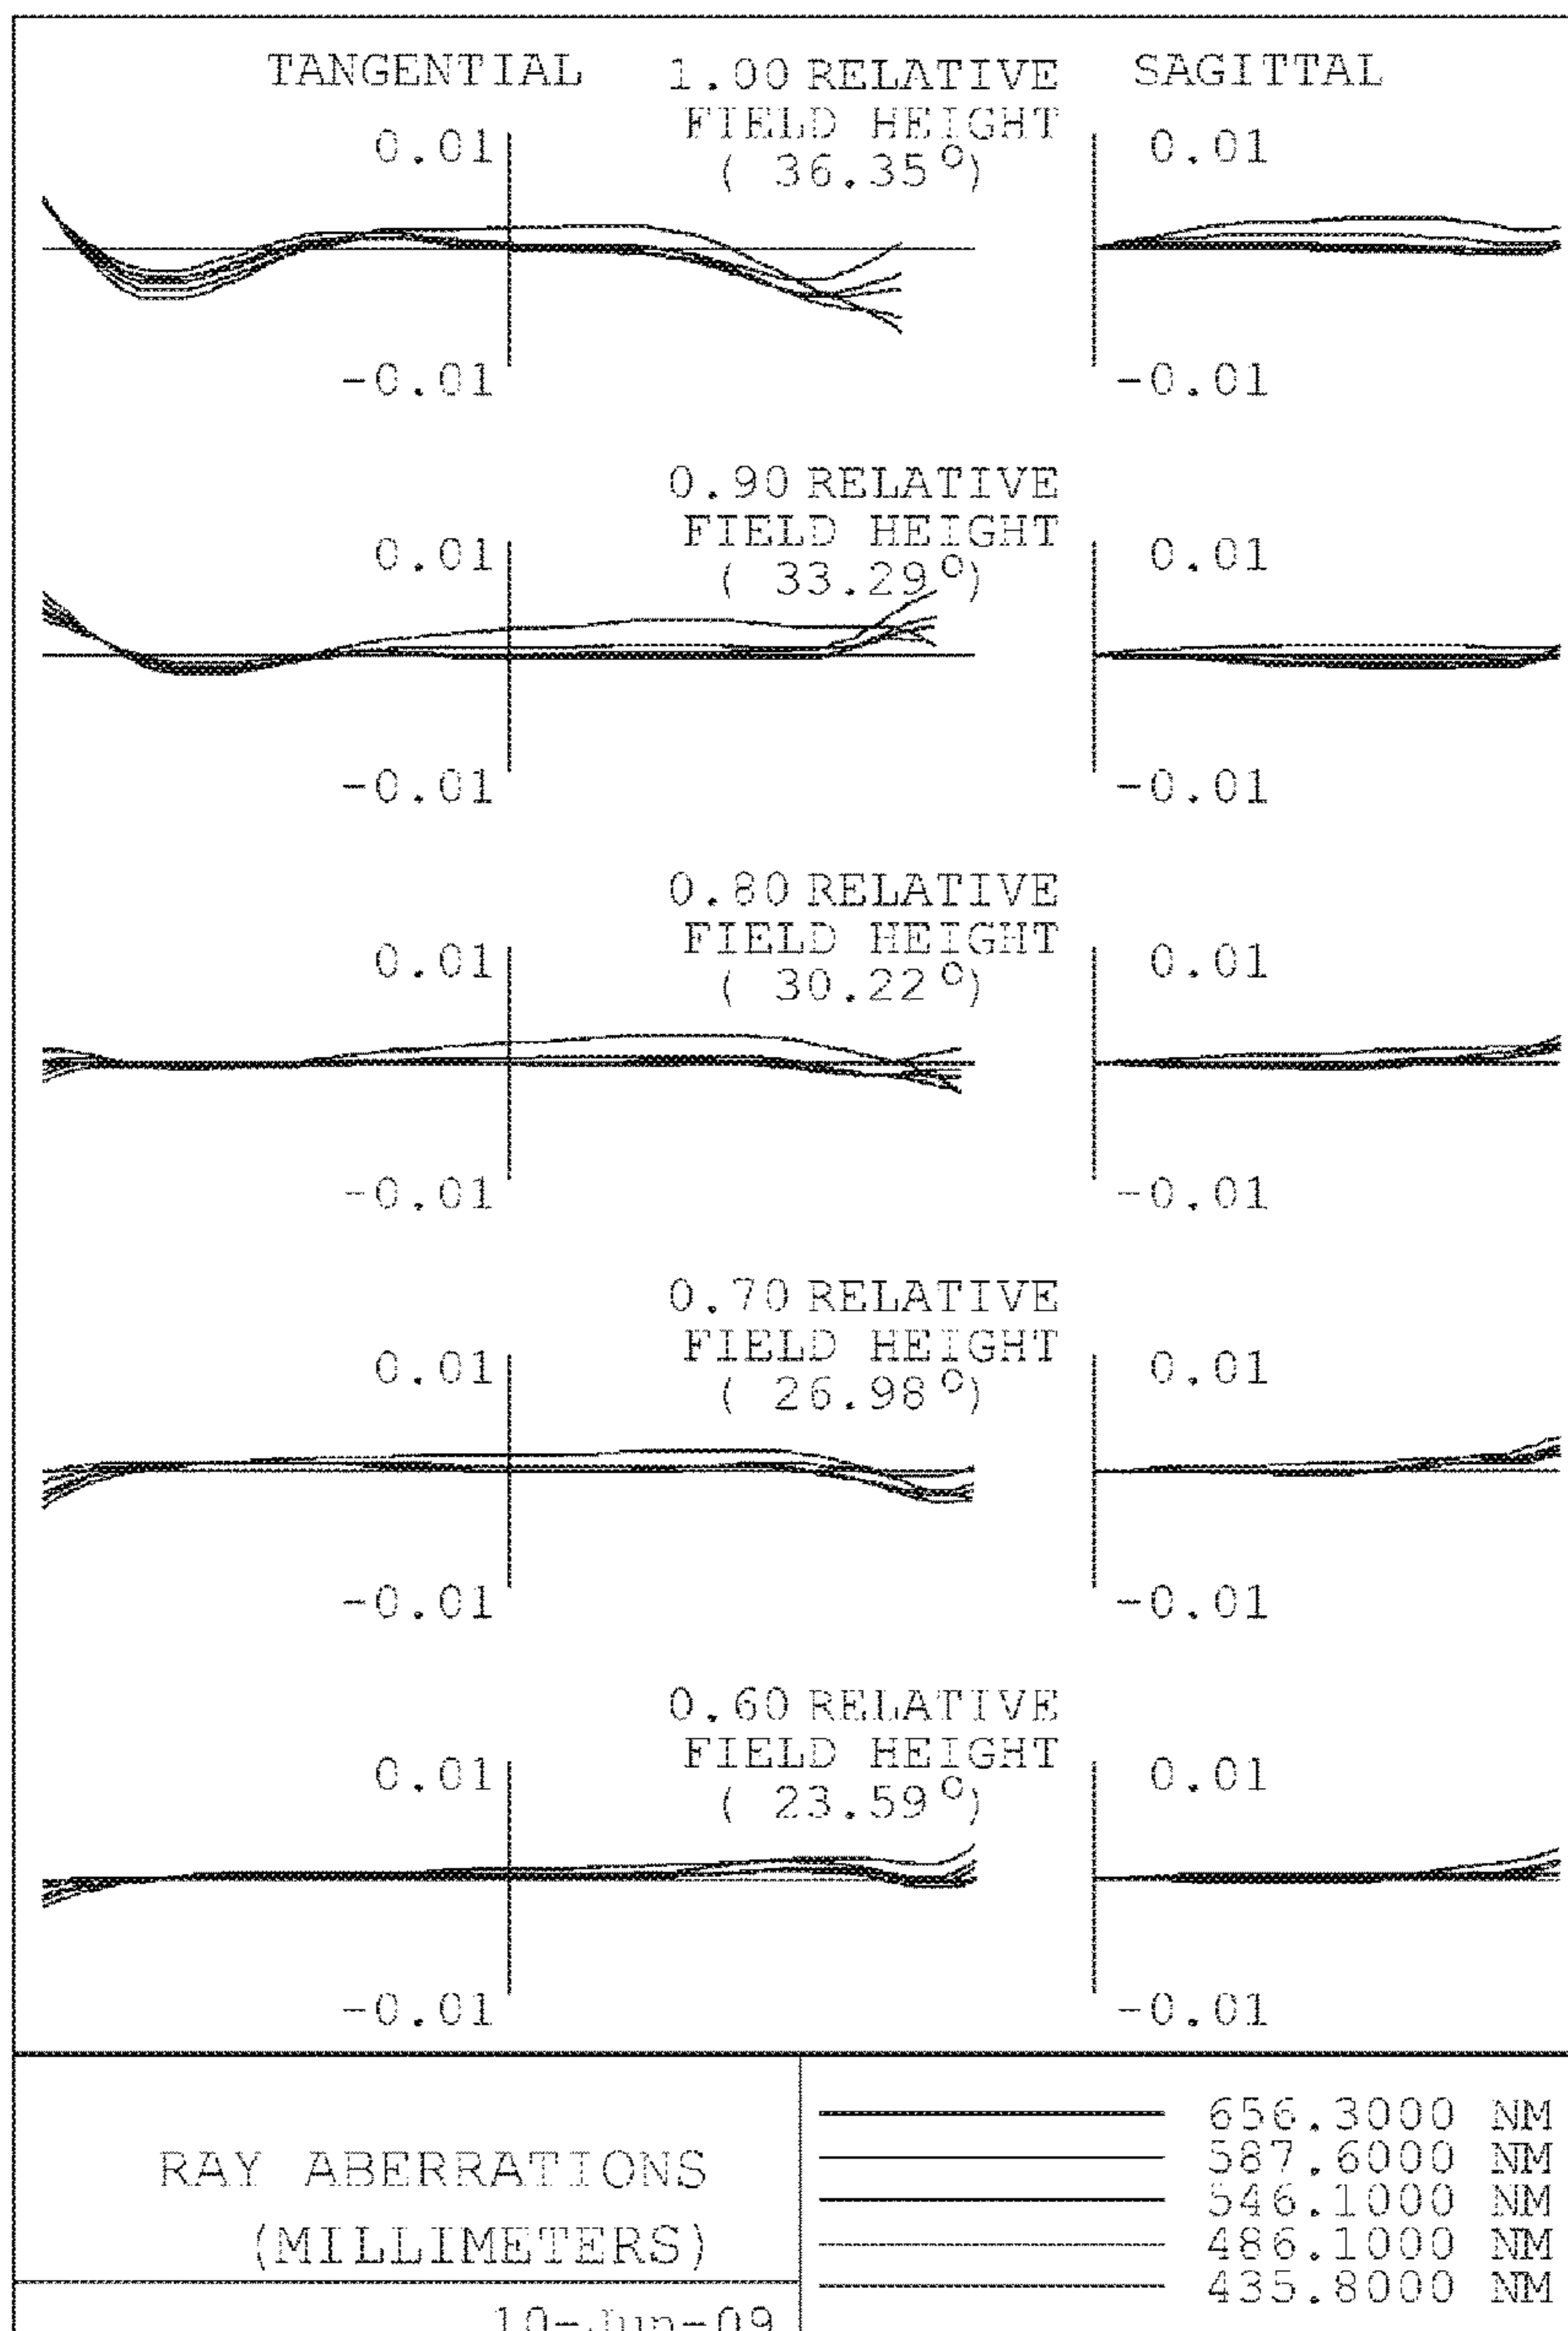 TANGENTIAL 1.00 RELATIVE SAGITTAL
FIELD HEIGHT
( 36.35°)
0.01 0.01
-0.01 -0.01
0.90 RELATIVE
FIELD HEIGHT
( 33.29°)
0.01 0.01
-0.01 -0.01
0.80 RELATIVE
FIELD HEIGHT
( 30.22°)
0.01 0.01
-0.01 -0.01
0.70 RELATIVE
FIELD HEIGHT
( 26.98°)
0.01 0.01
-0.01 -0.01
0.60 RELATIVE
FIELD HEIGHT
( 23.59°)
0.01 0.01
-0.01 -0.01
RAY ABERRATIONS
(MILLIMETERS)
656.3000 NM
587.6000 NM
546.1000 NM
486.1000 NM
435.8000 NM
10-Jun-09